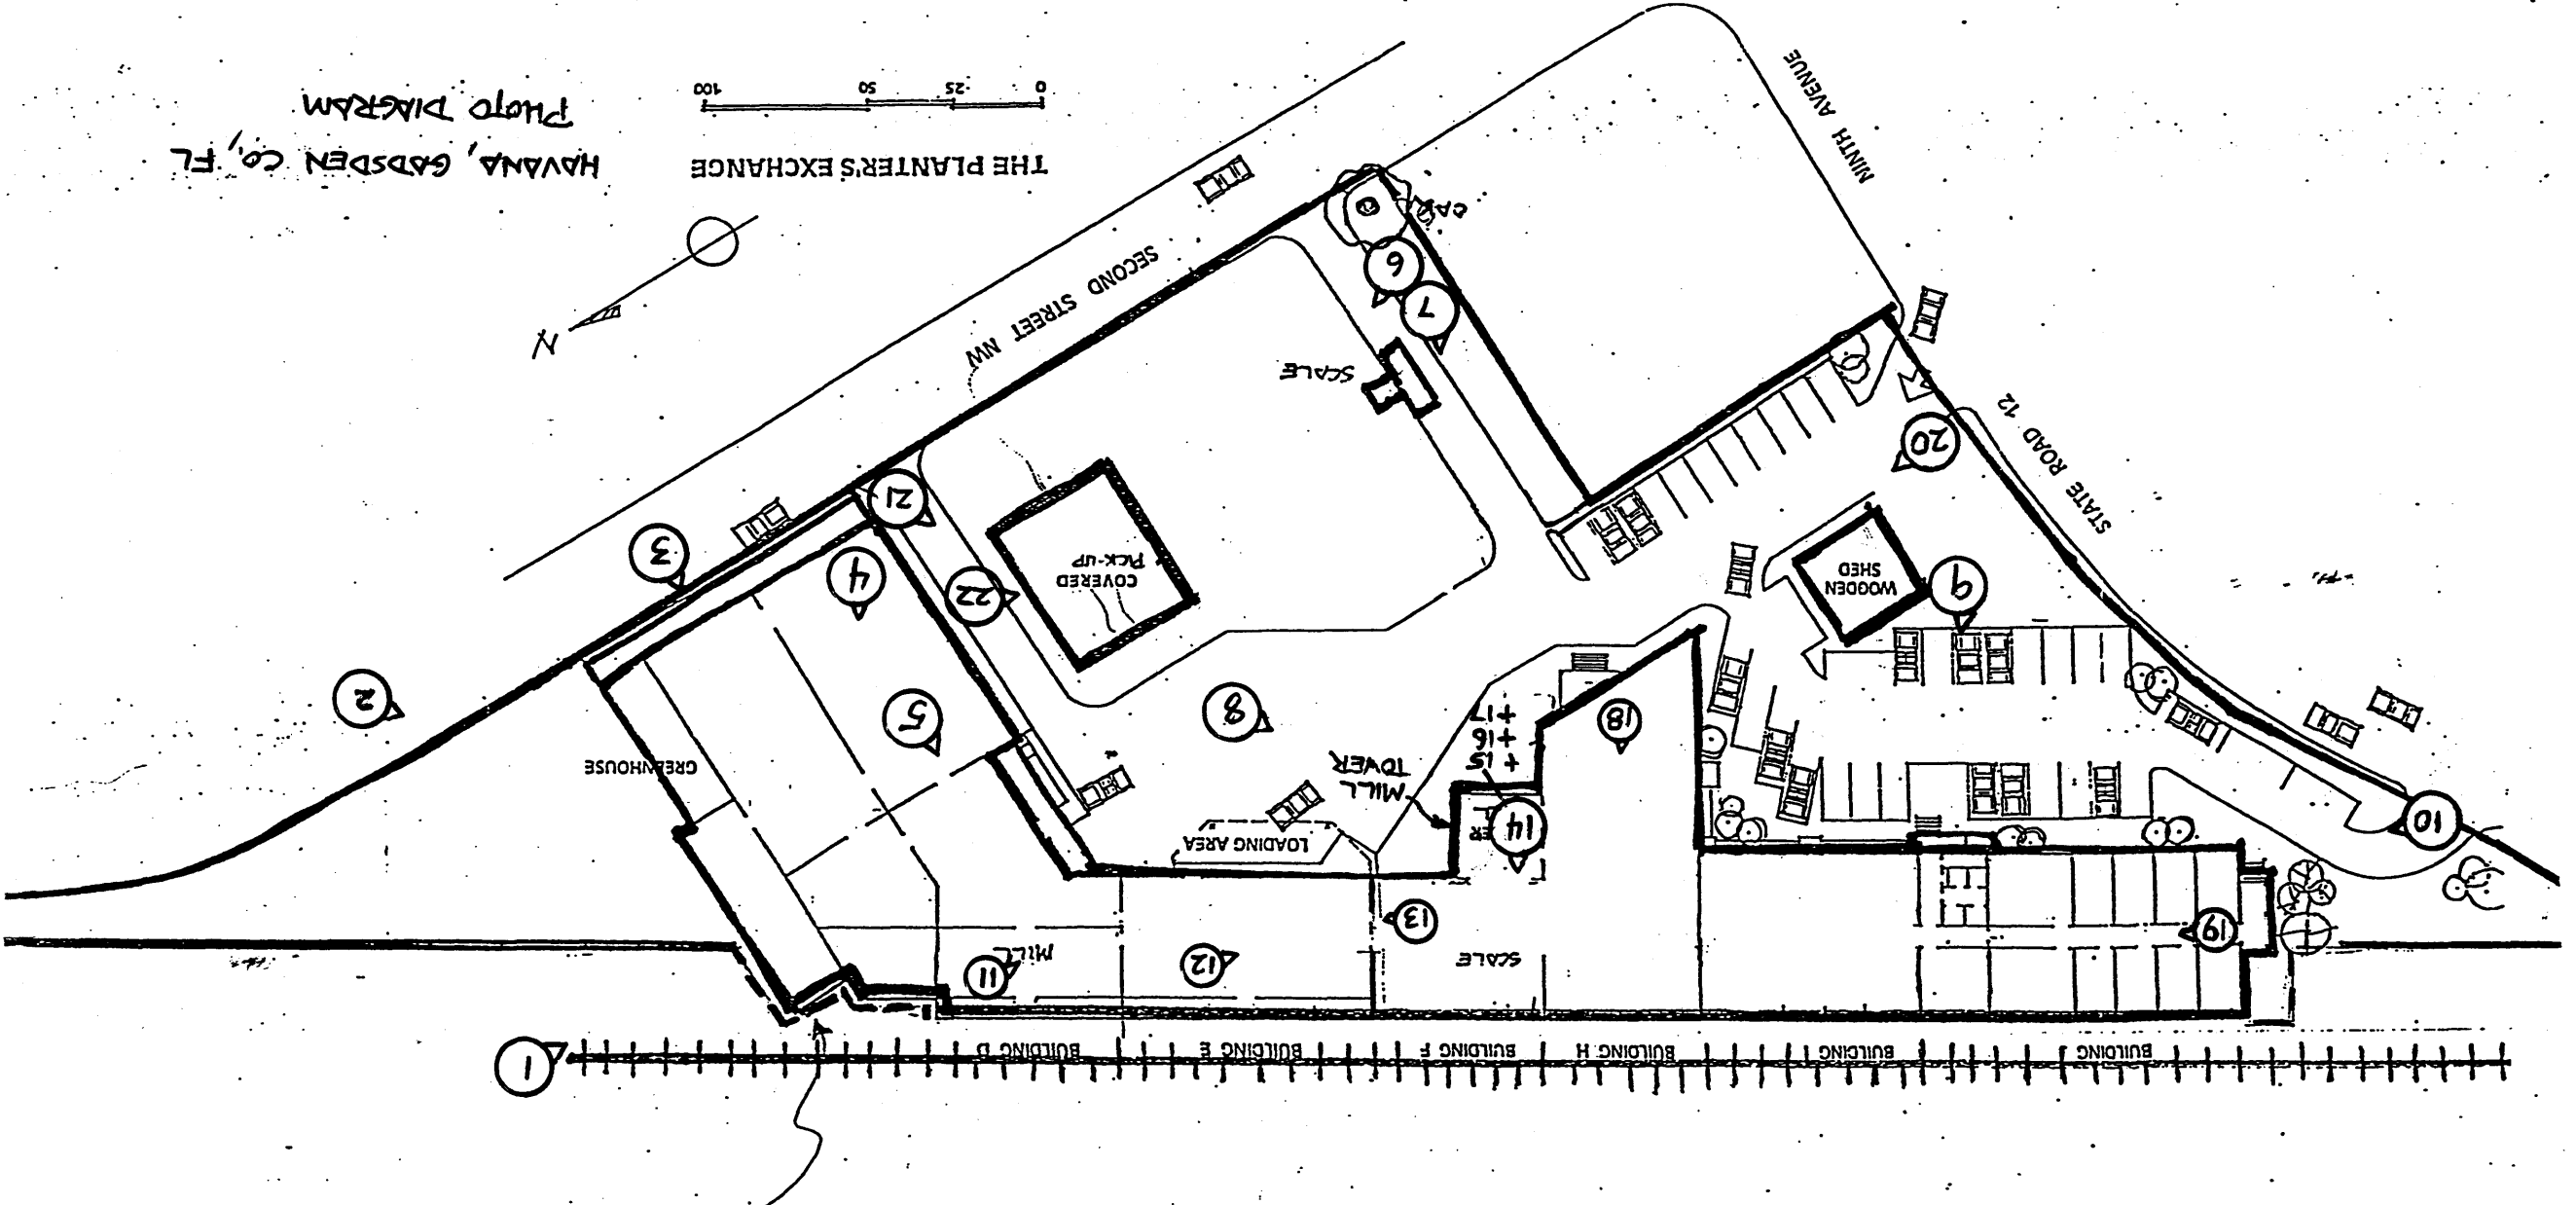 BUILDING
BUILDING
BUILDING H
BUILDING F
BUILDING E
BUILDING D
1
19
SCALE
13
12
11
MILL
10
14
LOADING AREA
MILL
TOWER
+15
+16
+17
18
8
5
GREENHOUSE
2
9
WOODEN
SHED
COVERED
PICK-UP
22
4
3
21
20
STATE ROAD 12
SCALE
7
6
OAK
SECOND STREET NW
N
NINTH AVENUE
THE PLANTER'S EXCHANGE
HAVANA, GADSDEN CO., FL
PHOTO DIAGRAM
0 25 50 100